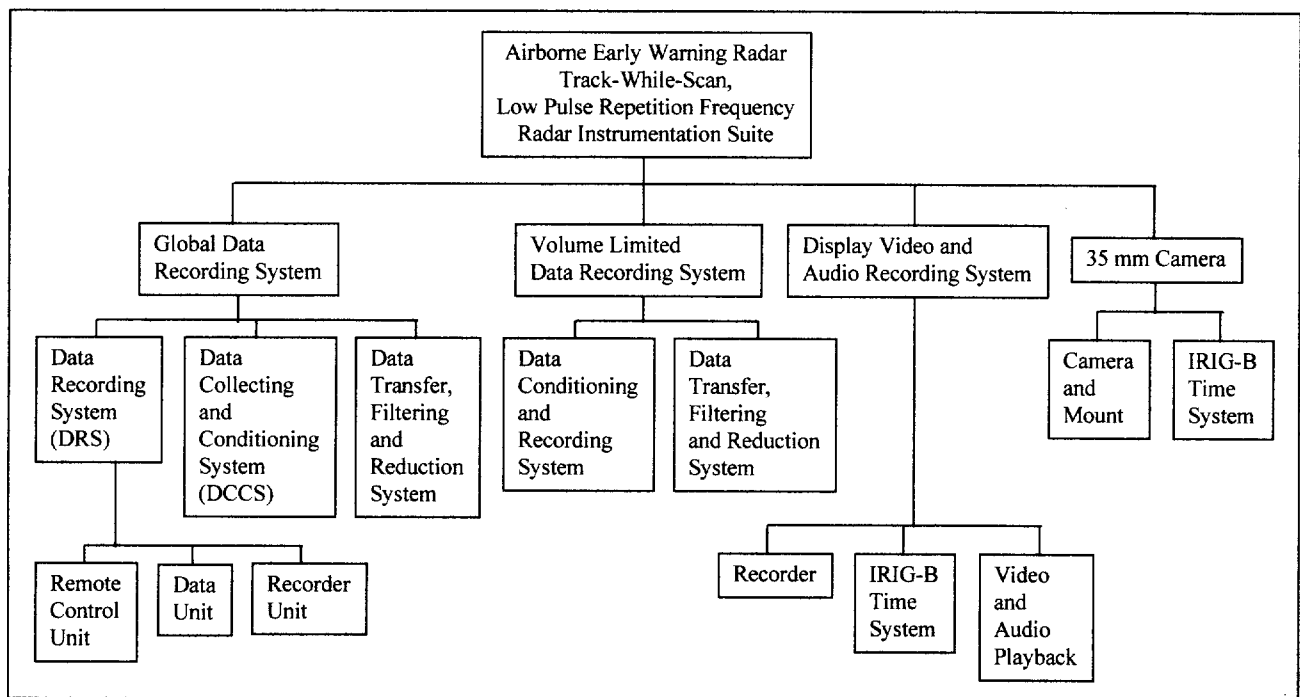 Airborne Early Warning Radar
Track-While-Scan,
Low Pulse Repetition Frequency
Radar Instrumentation Suite
Global Data
Recording System
Volume Limited
Data Recording System
Display Video and
Audio Recording System
35 mm Camera
Data
Recording
System
(DRS)
Data
Collecting
and
Conditioning
System
(DCCS)
Data
Transfer,
Filtering
and
Reduction
System
Data
Conditioning
and
Recording
System
Data
Transfer,
Filtering
and Reduction
System
Camera
and
Mount
IRIG-B
Time
System
Remote
Control
Unit
Data
Unit
Recorder
Unit
Recorder
IRIG-B
Time
System
Video
and
Audio
Playback